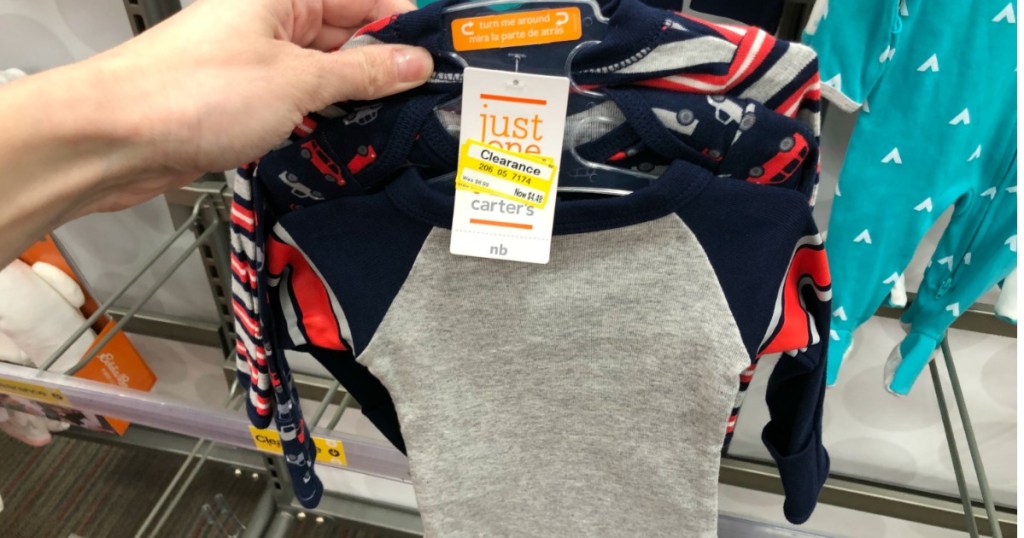 turn me around
mira la parte de atrás
just
one
Clearance
206 05 7174
Now $4.48
carter's
nb